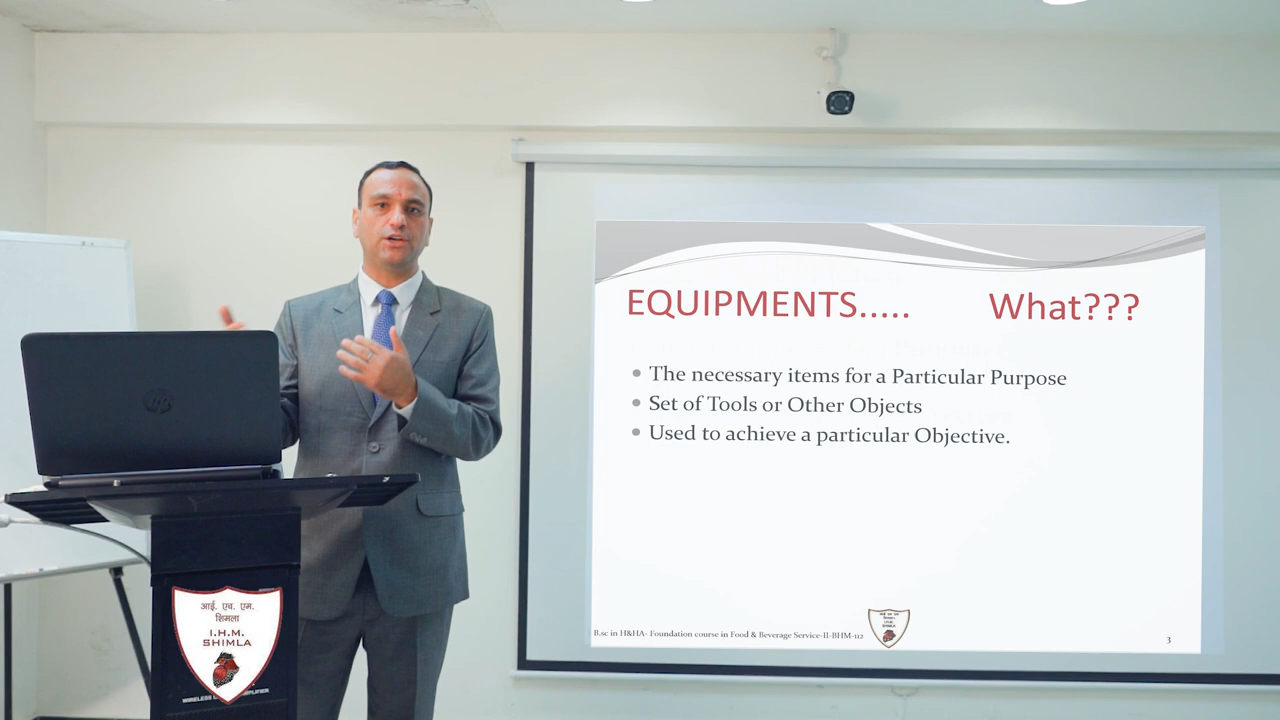 EQUIPMENTS..... What???
The necessary items for a Particular Purpose
Set of Tools or Other Objects
Used to achieve a particular Objective.
B.sc in H&HA- Foundation course in Food & Beverage Service-II-BHM-112
3
आई. एच. एम.
शिमला
I.H.M.
SHIMLA
hp